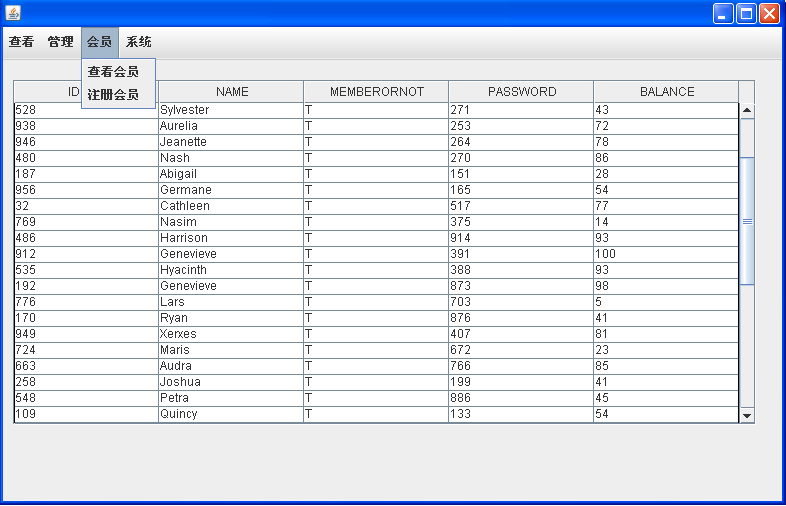 查看 管理 会员 系统
查看会员
注册会员
ID NAME MEMBERORNOT PASSWORD BALANCE
528 Sylvester T 271 43
938 Aurelia T 253 72
946 Jeanette T 264 78
480 Nash T 270 86
187 Abigail T 151 28
956 Germane T 165 54
32 Cathleen T 517 77
769 Nasim T 375 14
486 Harrison T 914 93
912 Genevieve T 391 100
535 Hyacinth T 388 93
192 Genevieve T 873 98
776 Lars T 703 5
170 Ryan T 876 41
949 Xerxes T 407 81
724 Maris T 672 23
663 Audra T 766 85
258 Joshua T 199 41
548 Petra T 886 45
109 Quincy T 133 54